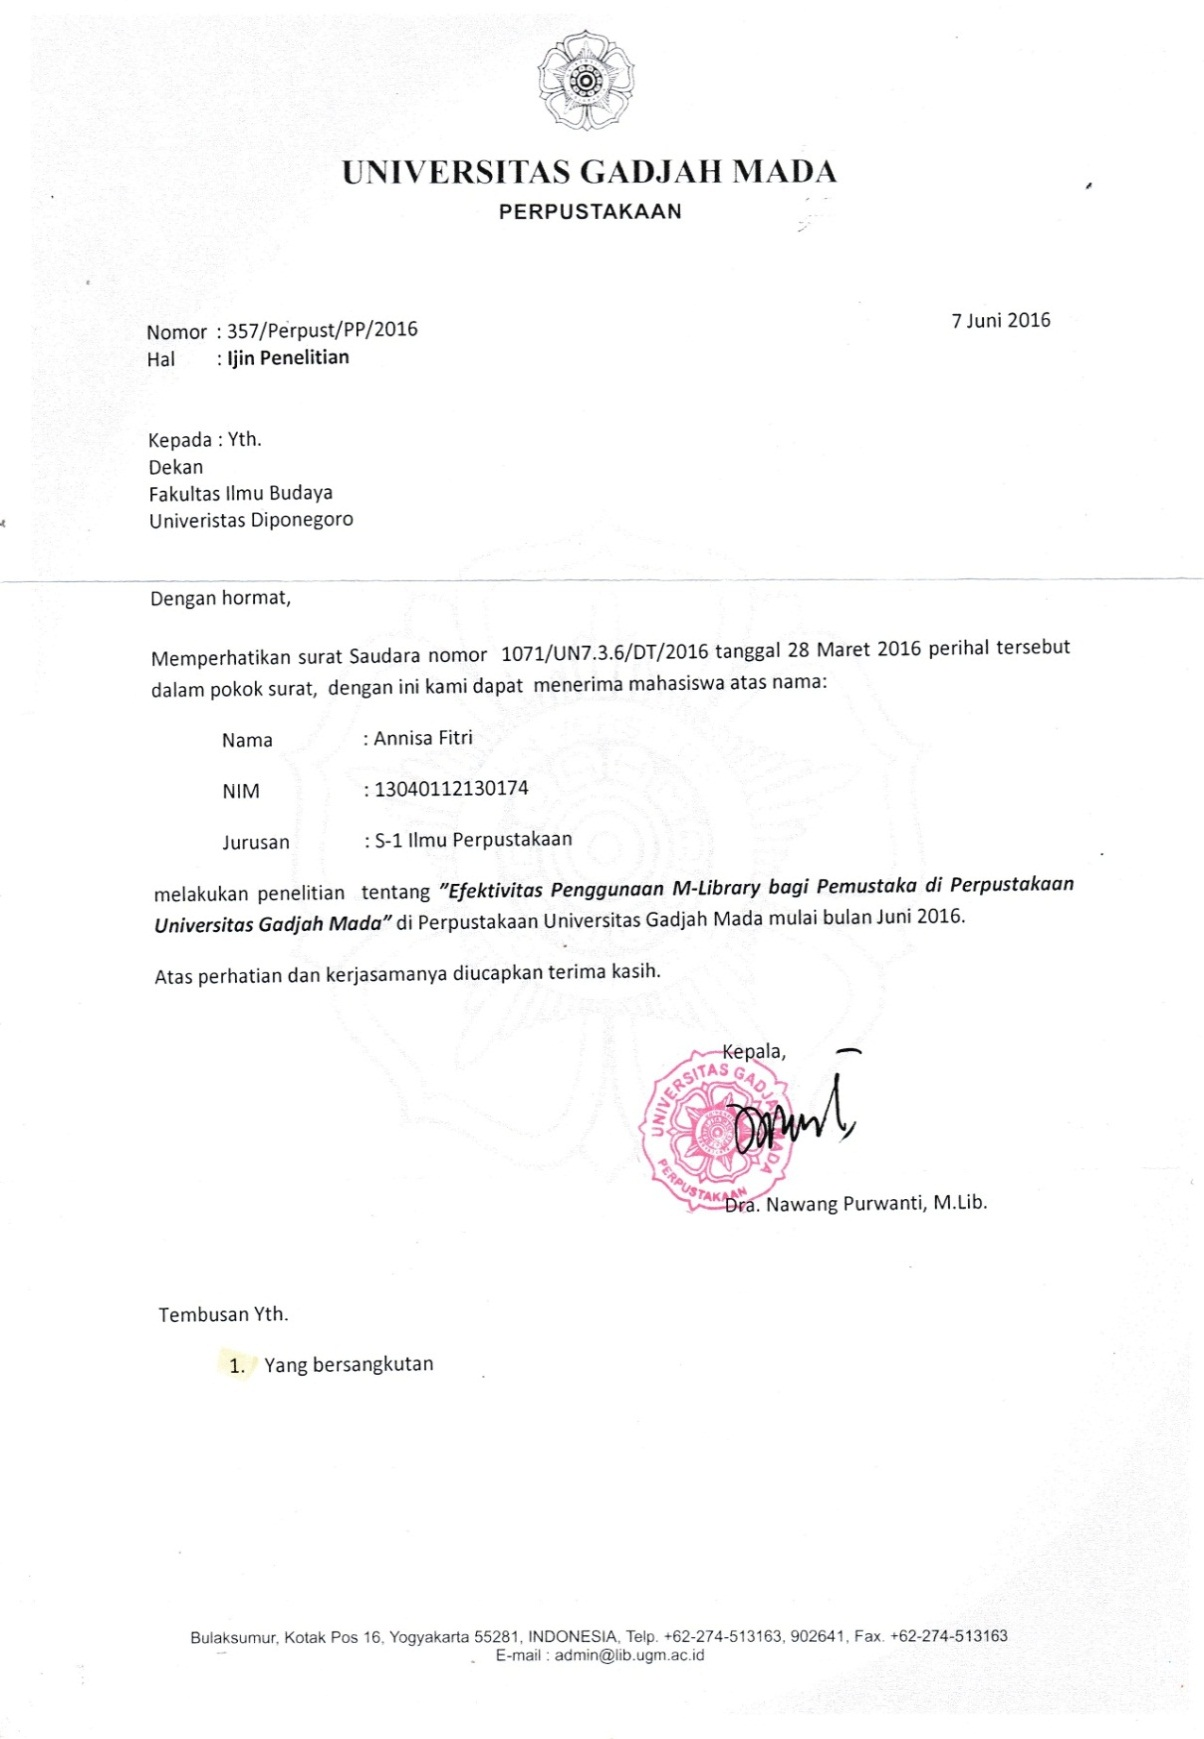 UNIVERSITAS GADJAH MADA
PERPUSTAKAAN
7 Juni 2016
Nomor : 357/Perpust/PP/2016
Hal : Ijin Penelitian
Kepada : Yth.
Dekan
Fakultas Ilmu Budaya
Univeristas Diponegoro
Dengan hormat,
Memperhatikan surat Saudara nomor 1071/UN7.3.6/DT/2016 tanggal 28 Maret 2016 perihal tersebut
dalam pokok surat, dengan ini kami dapat menerima mahasiswa atas nama:
Nama : Annisa Fitri
NIM : 13040112130174
Jurusan : S-1 Ilmu Perpustakaan
melakukan penelitian tentang ”Efektivitas Penggunaan M-Library bagi Pemustaka di Perpustakaan
Universitas Gadjah Mada” di Perpustakaan Universitas Gadjah Mada mulai bulan Juni 2016.
Atas perhatian dan kerjasamanya diucapkan terima kasih.
Kepala,
UNIVERSITAS GADJAH MADA
PERPUSTAKAAN
Dra. Nawang Purwanti, M.Lib.
Tembusan Yth.
1. Yang bersangkutan
Bulaksumur, Kotak Pos 16, Yogyakarta 55281, INDONESIA, Telp. +62-274-513163, 902641, Fax. +62-274-513163
E-mail : admin@lib.ugm.ac.id